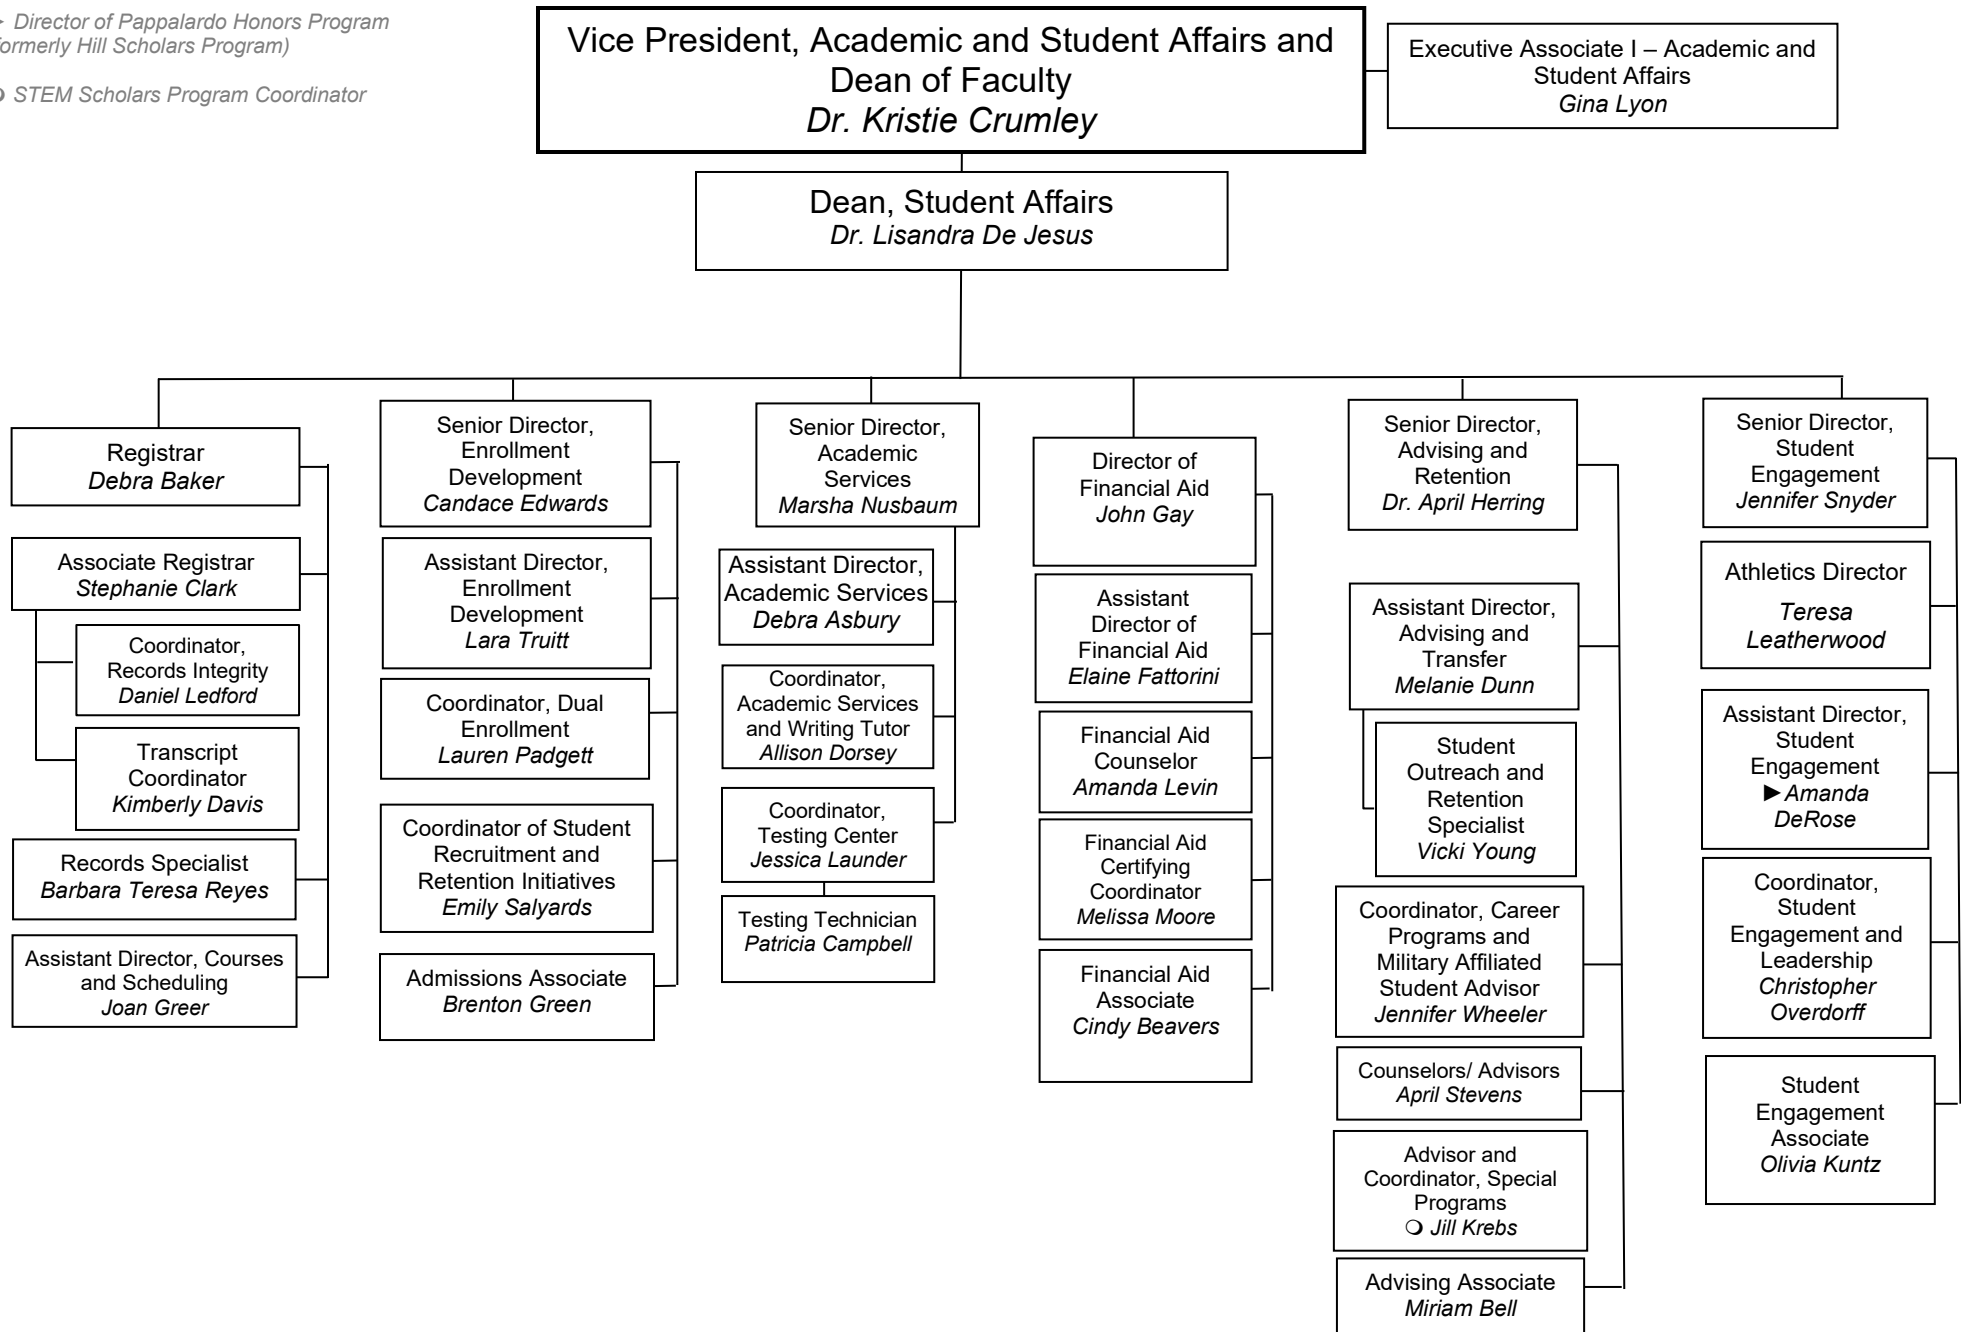 ► Director of Pappalardo Honors Program
formerly Hill Scholars Program)
❍ STEM Scholars Program Coordinator
Vice President, Academic and Student Affairs and
Dean of Faculty
Dr. Kristie Crumley
Executive Associate I – Academic and
Student Affairs
Gina Lyon
Dean, Student Affairs
Dr. Lisandra De Jesus
Registrar
Debra Baker
Associate Registrar
Stephanie Clark
Coordinator,
Records Integrity
Daniel Ledford
Transcript
Coordinator
Kimberly Davis
Records Specialist
Barbara Teresa Reyes
Assistant Director, Courses
and Scheduling
Joan Greer
Senior Director,
Enrollment
Development
Candace Edwards
Assistant Director,
Enrollment
Development
Lara Truitt
Coordinator, Dual
Enrollment
Lauren Padgett
Coordinator of Student
Recruitment and
Retention Initiatives
Emily Salyards
Admissions Associate
Brenton Green
Senior Director,
Academic
Services
Marsha Nusbaum
Assistant Director,
Academic Services
Debra Asbury
Coordinator,
Academic Services
and Writing Tutor
Allison Dorsey
Coordinator,
Testing Center
Jessica Launder
Testing Technician
Patricia Campbell
Director of
Financial Aid
John Gay
Assistant
Director of
Financial Aid
Elaine Fattorini
Financial Aid
Counselor
Amanda Levin
Financial Aid
Certifying
Coordinator
Melissa Moore
Financial Aid
Associate
Cindy Beavers
Senior Director,
Advising and
Retention
Dr. April Herring
Assistant Director,
Advising and
Transfer
Melanie Dunn
Student
Outreach and
Retention
Specialist
Vicki Young
Coordinator, Career
Programs and
Military Affiliated
Student Advisor
Jennifer Wheeler
Counselors/ Advisors
April Stevens
Advisor and
Coordinator, Special
Programs
❍ Jill Krebs
Advising Associate
Miriam Bell
Senior Director,
Student
Engagement
Jennifer Snyder
Athletics Director
Teresa
Leatherwood
Assistant Director,
Student
Engagement
►Amanda
DeRose
Coordinator,
Student
Engagement and
Leadership
Christopher
Overdorff
Student
Engagement
Associate
Olivia Kuntz